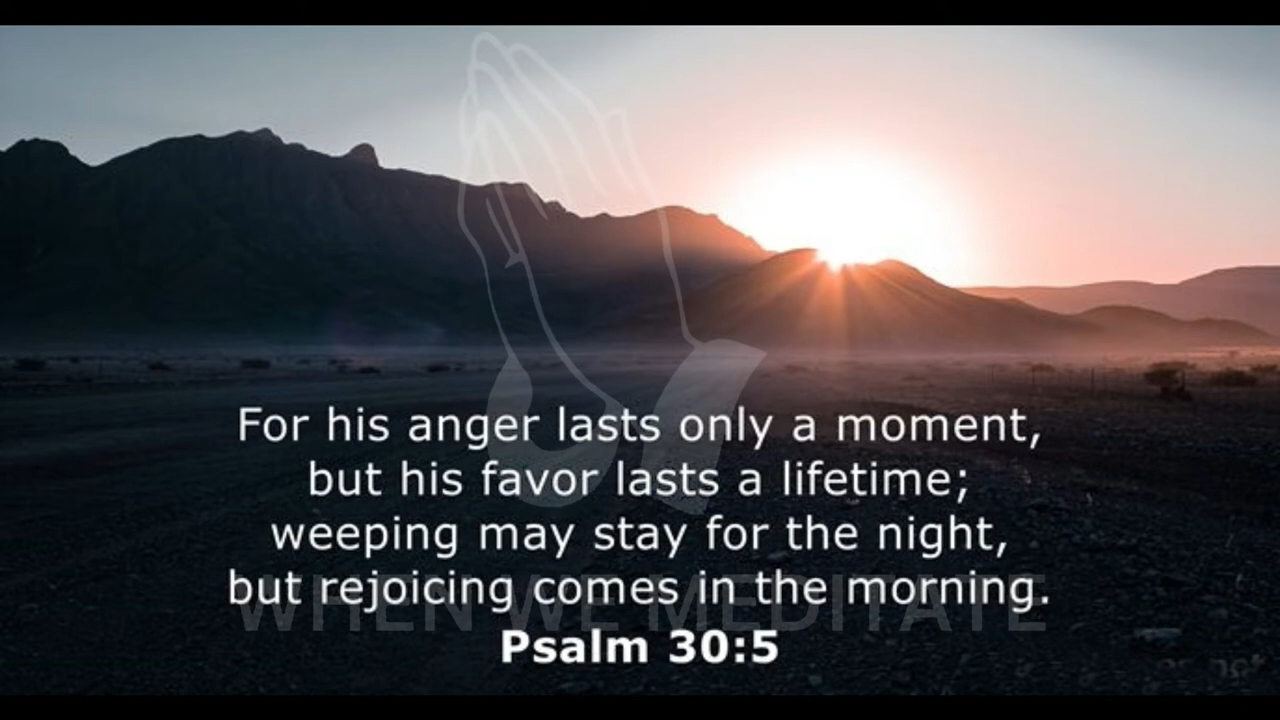 For his anger lasts only a moment,
but his favor lasts a lifetime;
weeping may stay for the night,
but rejoicing comes in the morning.
WHEN WE MEDITATE
Psalm 30:5